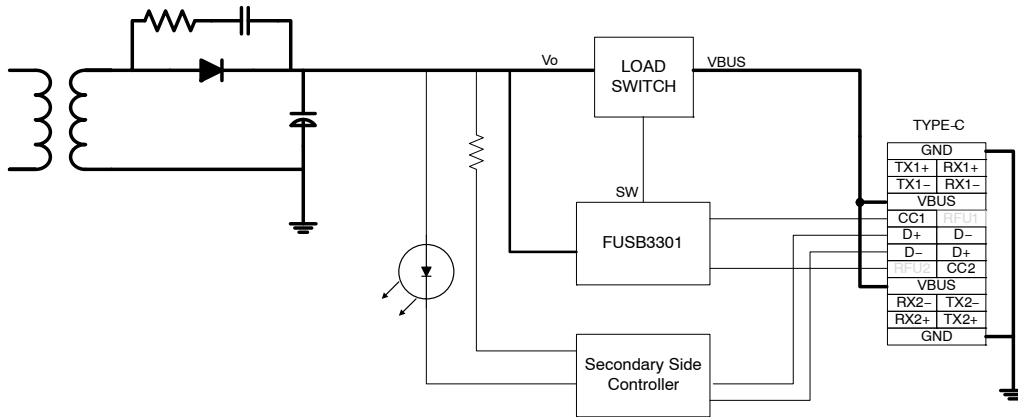 Vo
LOAD
SWITCH
VBUS
SW
FUSB3301
Secondary Side
Controller
TYPE−C
GND
TX1+ RX1+
TX1− RX1−
VBUS
CC1 RFU1
D+ D−
D− D+
RFU2 CC2
VBUS
RX2− TX2−
RX2+ TX2+
GND